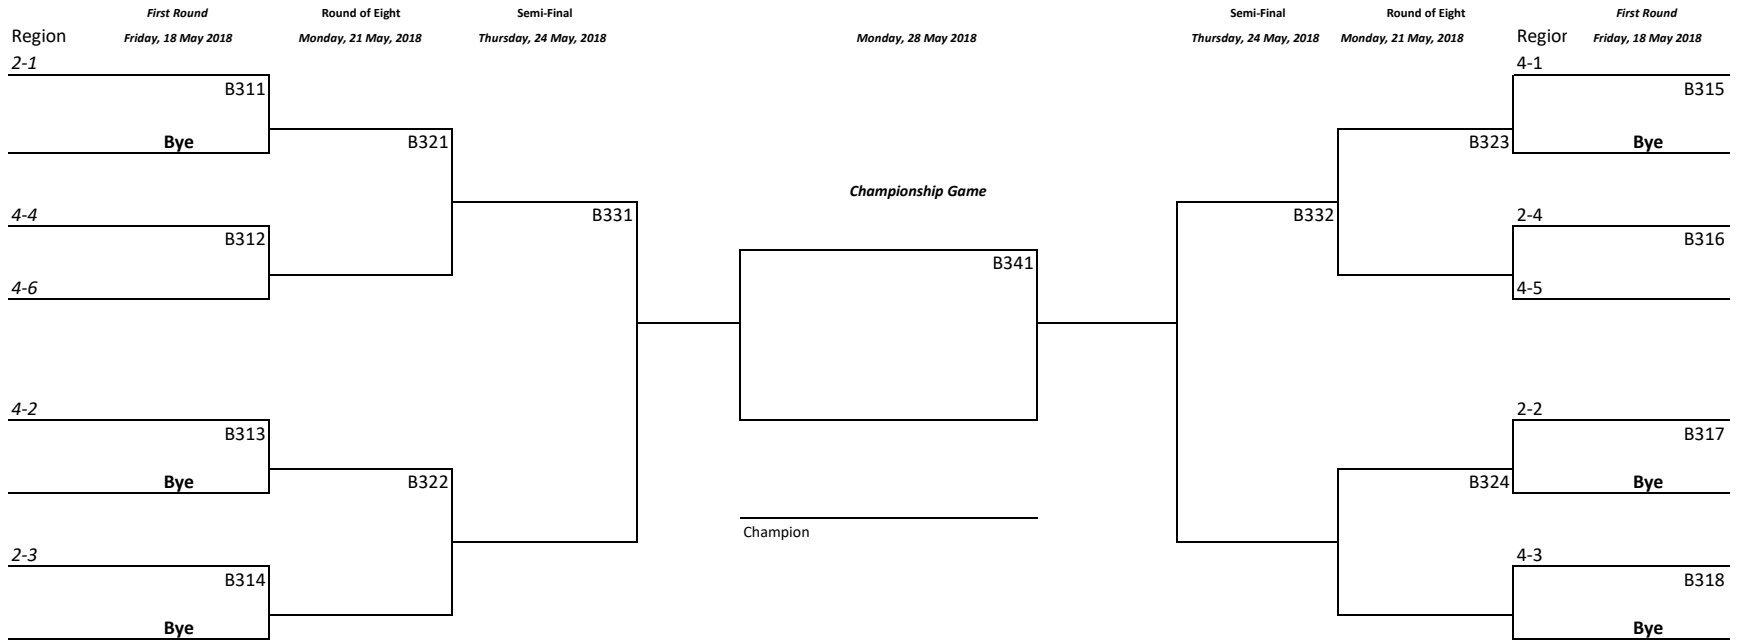 First Round Round of Eight Semi-Final Semi-Final Round of Eight First Round
Region Friday, 18 May 2018 Monday, 21 May, 2018 Thursday, 24 May, 2018 Monday, 28 May 2018 Thursday, 24 May, 2018 Monday, 21 May, 2018 Region Friday, 18 May 2018
2-1 4-1
B311 B315
Bye B321 B323 Bye
Championship Game
4-4 B331 B332 2-4
B312 B316
B341
4-6 4-5
4-2 2-2
B313 B317
Bye B322 B324 Bye
Champion
2-3 4-3
B314 B318
Bye Bye